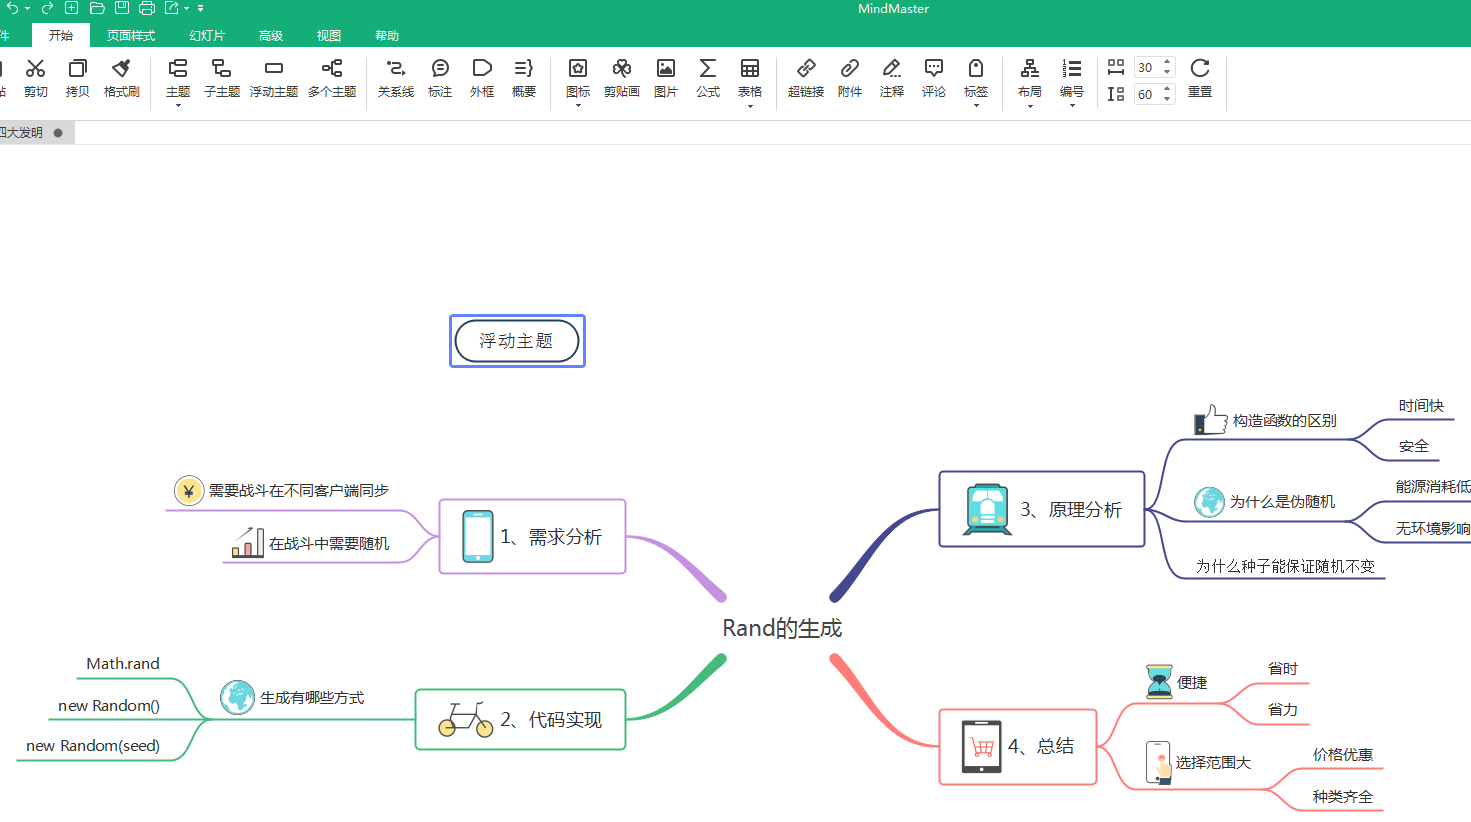 MindMaster
件 开始 页面样式 幻灯片 高级 视图 帮助
30
60
贴 剪切 拷贝 格式刷 主题 子主题 浮动主题 多个主题 关系线 标注 外框 概要 图标 剪贴画 图片 公式 表格 超链接 附件 注释 评论 标签 布局 编号 重置
四大发明
浮动主题
需要战斗在不同客户端同步
在战斗中需要随机
1、需求分析
Math.rand
new Random()
new Random(seed)
生成有哪些方式
2、代码实现
Rand的生成
3、原理分析
构造函数的区别
时间快
安全
为什么是伪随机
能源消耗低
无环境影响
为什么种子能保证随机不变
4、总结
便捷
省时
省力
选择范围大
价格优惠
种类齐全